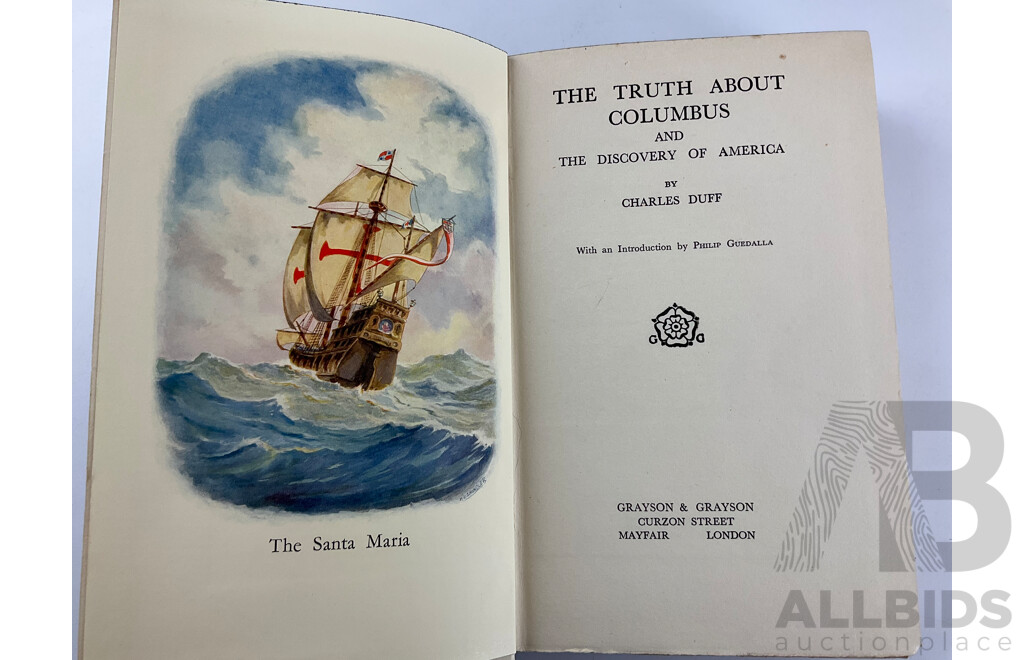 The Santa Maria
THE TRUTH ABOUT
COLUMBUS
AND
THE DISCOVERY OF AMERICA
BY
CHARLES DUFF
With an Introduction by PHILIP GUEDALLA
G G
GRAYSON & GRAYSON
CURZON STREET
MAYFAIR LONDON
AB
ALLBIDS
auctionplace